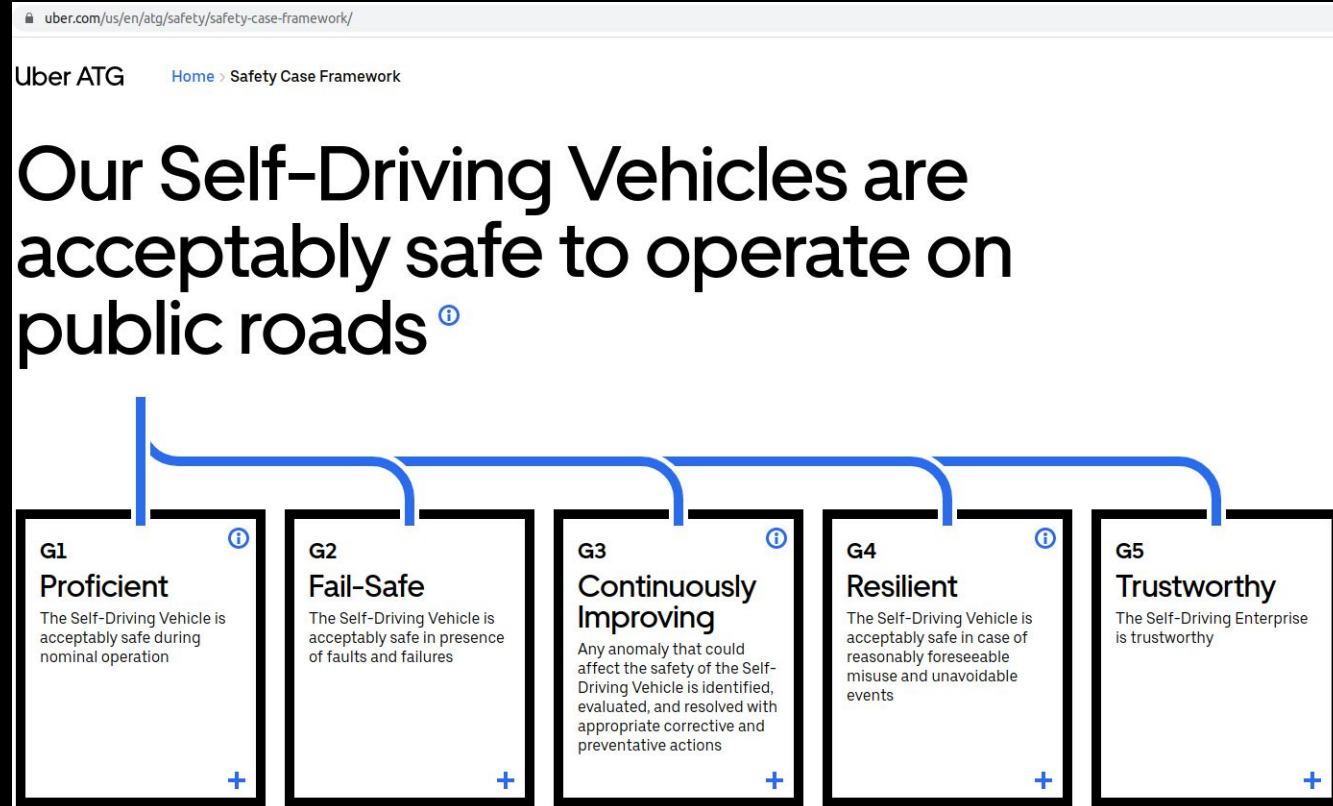 uber.com/us/en/atg/safety/safety-case-framework/
Uber ATG Home > Safety Case Framework
Our Self-Driving Vehicles are
acceptably safe to operate on
public roads
G1
Proficient
The Self-Driving Vehicle is
acceptably safe during
nominal operation
G2
Fail-Safe
The Self-Driving Vehicle is
acceptably safe in presence
of faults and failures
G3
Continuously
Improving
Any anomaly that could
affect the safety of the Self-
Driving Vehicle is identified,
evaluated, and resolved with
appropriate corrective and
preventative actions
G4
Resilient
The Self-Driving Vehicle is
acceptably safe in case of
reasonably foreseeable
misuse and unavoidable
events
G5
Trustworthy
The Self-Driving Enterprise
is trustworthy